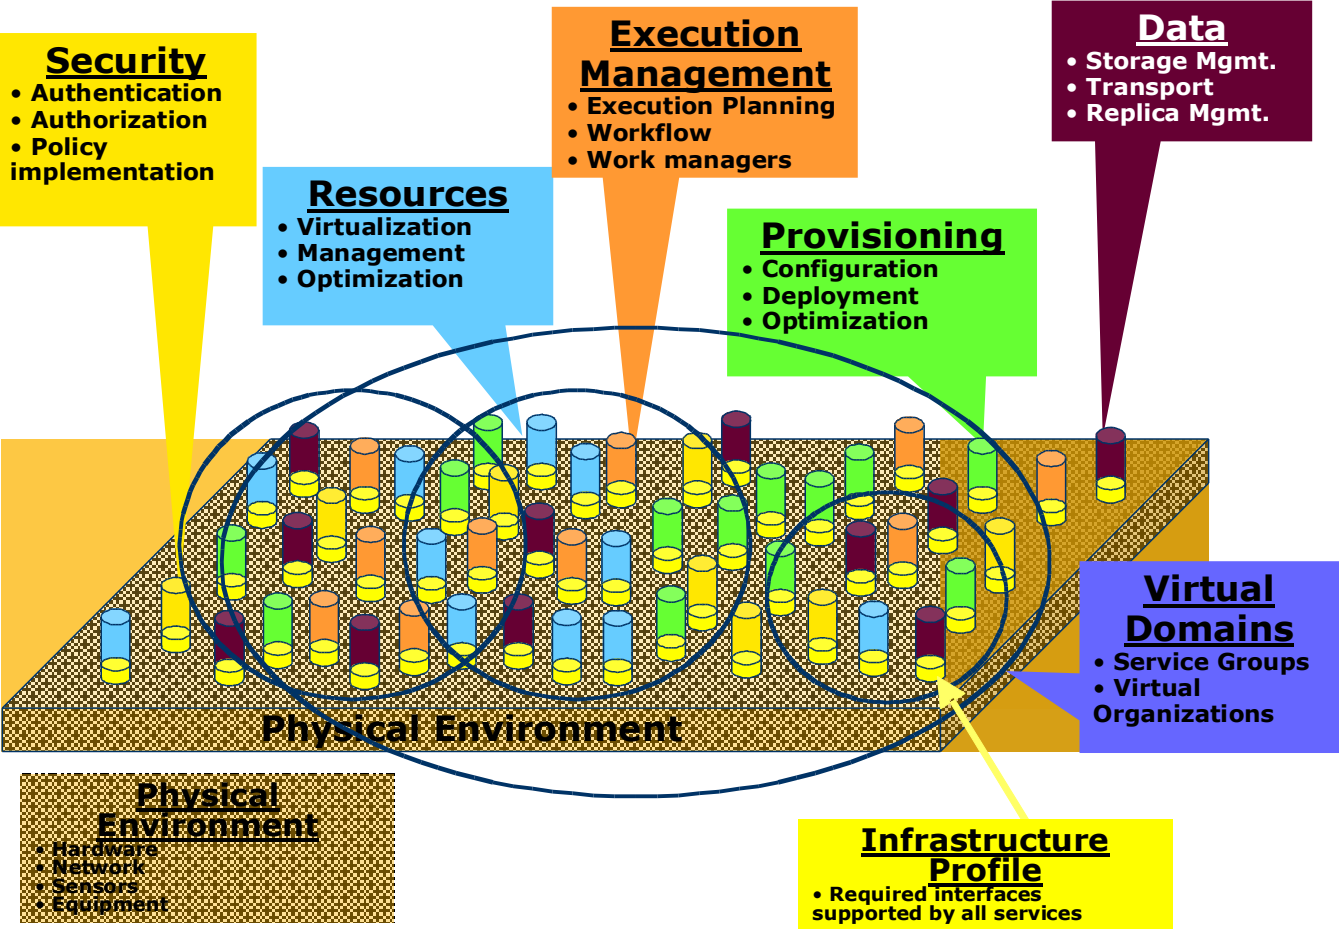 Security
• Authentication
• Authorization
• Policy
implementation
Resources
• Virtualization
• Management
• Optimization
Execution
Management
• Execution Planning
• Workflow
• Work managers
Provisioning
• Configuration
• Deployment
• Optimization
Data
• Storage Mgmt.
• Transport
• Replica Mgmt.
Virtual
Domains
• Service Groups
• Virtual
Organizations
Physical Environment
Physical
Environment
• Hardware
• Network
• Sensors
• Equipment
Infrastructure
Profile
• Required interfaces
supported by all services